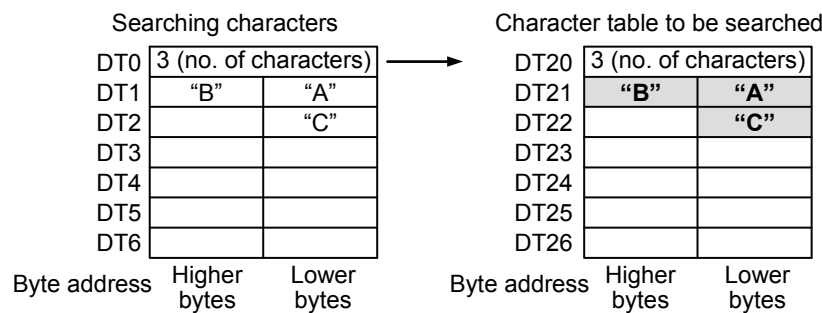 Searching characters Character table to be searched
DT0 3 (no. of characters) DT20 3 (no. of characters)
DT1 “B” “A” DT21 “B” “A”
DT2 “C” DT22 “C”
DT3 DT23
DT4 DT24
DT5 DT25
DT6 DT26
Byte address Higher bytes Lower bytes Byte address Higher bytes Lower bytes